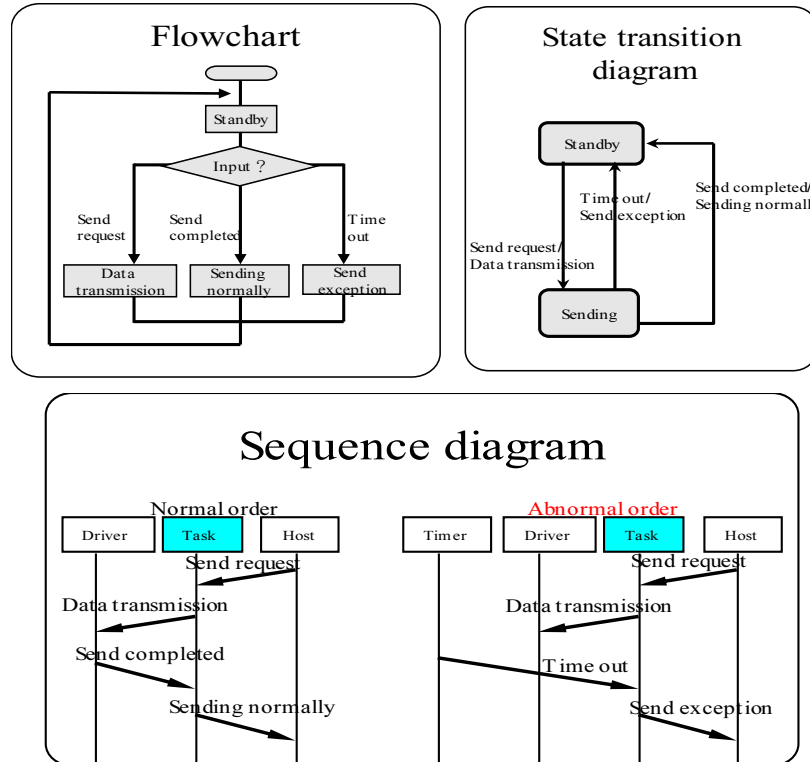 Flowchart
Standby
Input ?
Send
request
Send
completed
Time
out
Data
transmission
Sending
normally
Send
exception
State transition
diagram
Standby
Time out/
Send exception
Send completed/
Sending normally
Send request/
Data transmission
Sending
Sequence diagram
Normal order
Driver
Task
Host
Send request
Data transmission
Send completed
Sending normally
Abnormal order
Timer
Driver
Task
Host
Send request
Data transmission
Time out
Send exception